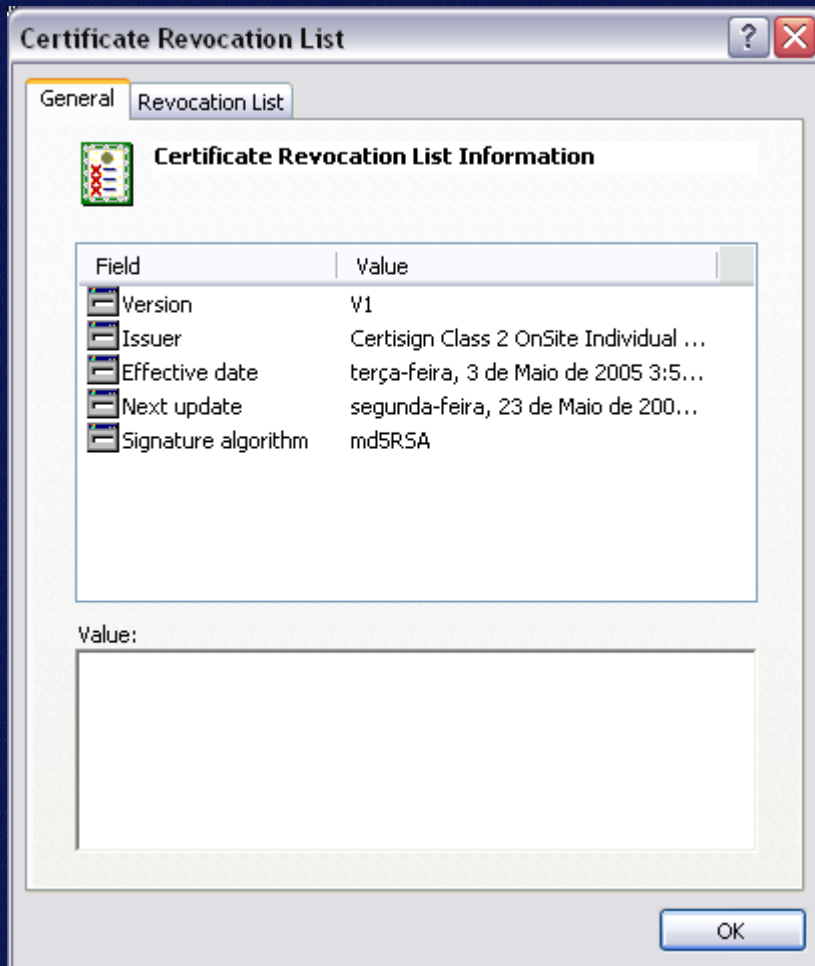 Certificate Revocation List
General Revocation List
Certificate Revocation List Information
Field Value
Version V1
Issuer Certisign Class 2 OnSite Individual ...
Effective date terça-feira, 3 de Maio de 2005 3:5...
Next update segunda-feira, 23 de Maio de 200...
Signature algorithm md5RSA
Value:
OK